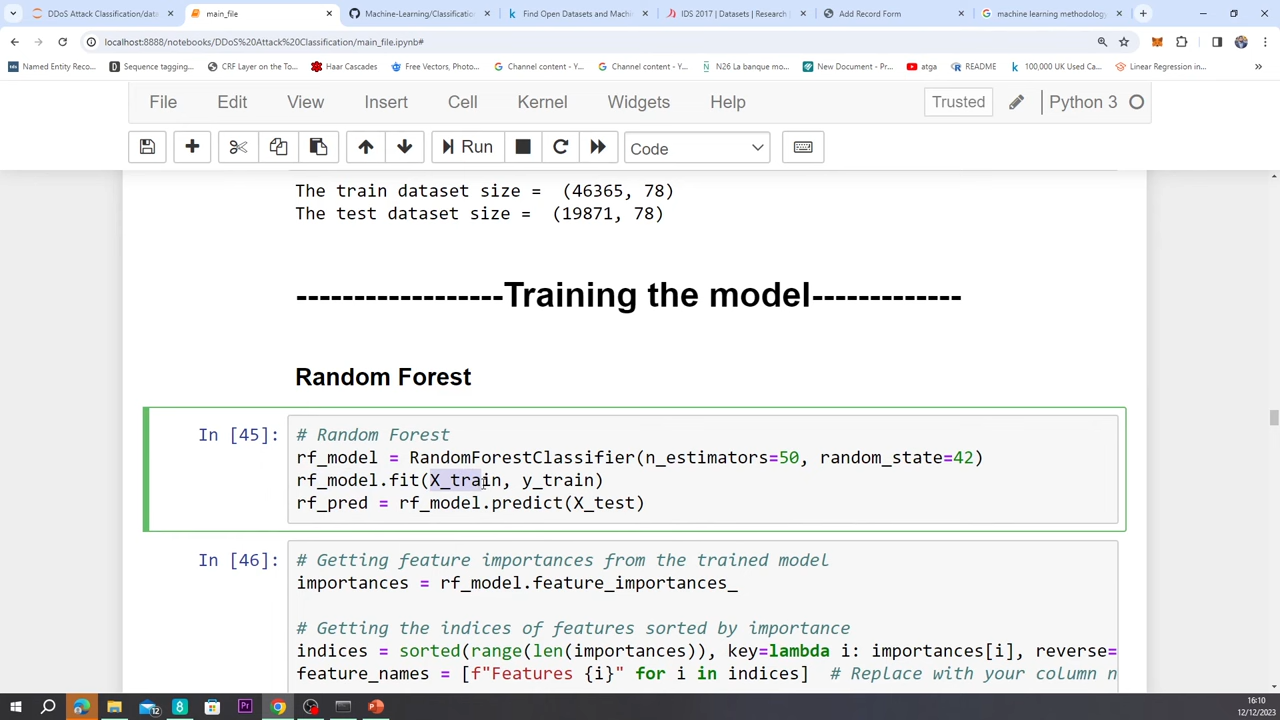 DDoS Attack Classification/data
main_file
Machine-Learning/Classification
Find Open Datasets and Machi
IDS 2017 | Datasets | Research
Add Record Form
machine learning methodology
localhost:8888/notebooks/DDoS%20Attack%20Classification/main_file.ipynb#
Named Entity Reco...
Sequence tagging...
CRF Layer on the To...
Haar Cascades
Free Vectors, Photo...
Channel content - Y...
Channel content - Y...
N26 La banque mo...
New Document - Pr...
atga
README
100,000 UK Used Ca...
Linear Regression in...
»
File
Edit
View
Insert
Cell
Kernel
Widgets
Help
Trusted
Python 3
Run
Code
The train dataset size =  (46365, 78)
The test dataset size =  (19871, 78)
------------------Training the model-------------
Random Forest
In [45]:
# Random Forest
rf_model = RandomForestClassifier(n_estimators=50, random_state=42)
rf_model.fit(X_train, y_train)
rf_pred = rf_model.predict(X_test)
In [46]:
# Getting feature importances from the trained model
importances = rf_model.feature_importances_
# Getting the indices of features sorted by importance
indices = sorted(range(len(importances)), key=lambda i: importances[i], reverse=
feature_names = [f"Features {i}" for i in indices]  # Replace with your column n
16:10
12/12/2023